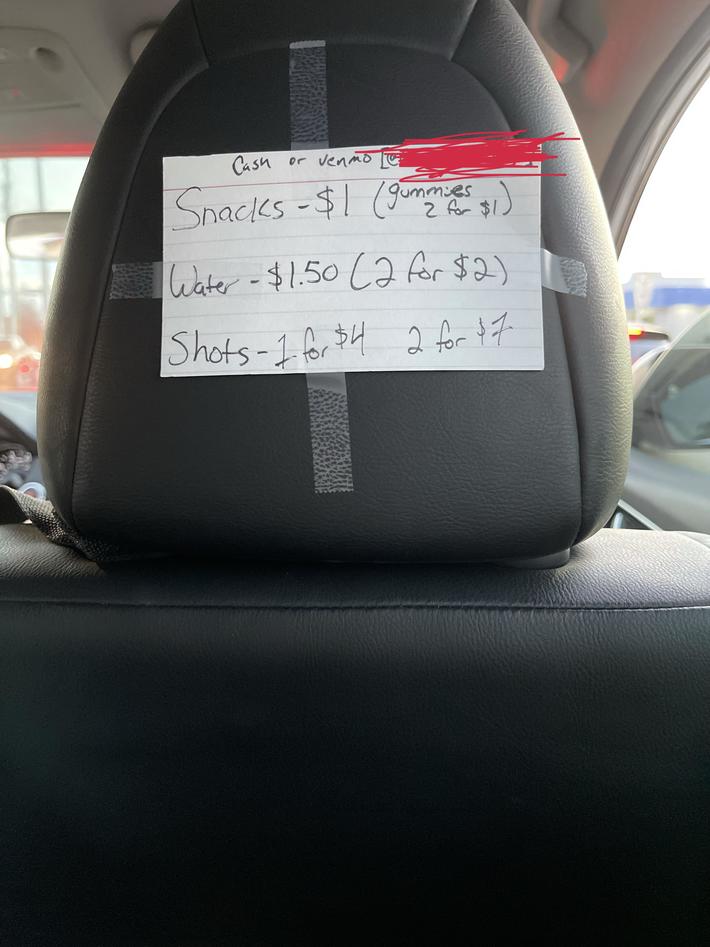 Cash or venmo [@
Snacks - $1 (gummies
2 for $1)
Water - $1.50 (2 for $2)
Shots - 1 for $4 2 for $7